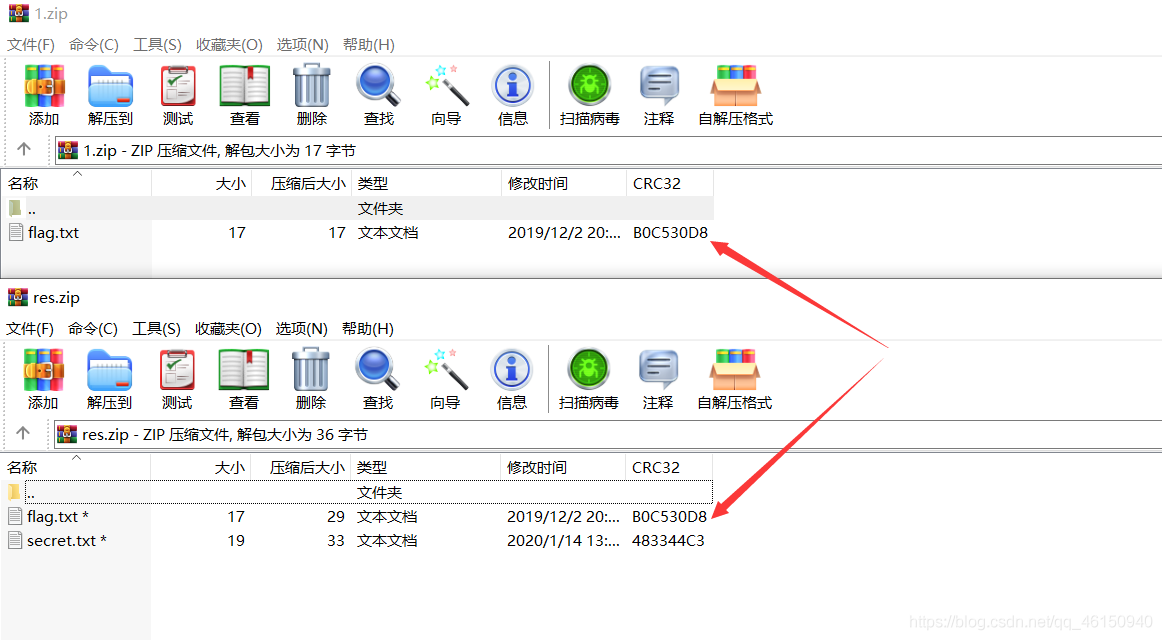 1.zip
文件(F) 命令(C) 工具(S) 收藏夹(O) 选项(N) 帮助(H)
添加 解压到 测试 查看 删除 查找 向导 信息 扫描病毒 注释 自解压格式
1.zip - ZIP 压缩文件, 解包大小为 17 字节
名称 大小 压缩后大小 类型 修改时间 CRC32
.. 文件夹
flag.txt 17 17 文本文档 2019/12/2 20:... B0C530D8
res.zip
文件(F) 命令(C) 工具(S) 收藏夹(O) 选项(N) 帮助(H)
添加 解压到 测试 查看 删除 查找 向导 信息 扫描病毒 注释 自解压格式
res.zip - ZIP 压缩文件, 解包大小为 36 字节
名称 大小 压缩后大小 类型 修改时间 CRC32
.. 文件夹
flag.txt * 17 29 文本文档 2019/12/2 20:... B0C530D8
secret.txt * 19 33 文本文档 2020/1/14 13:... 483344C3
https://blog.csdn.net/qq_46150940